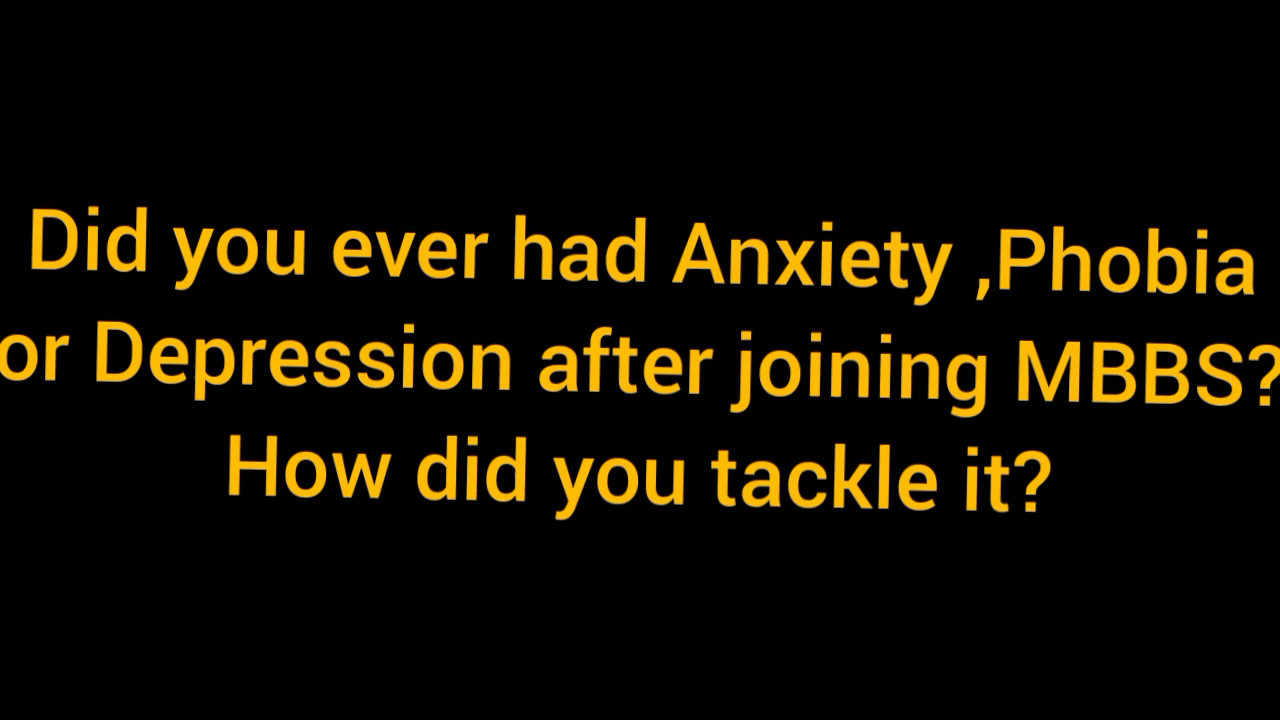 Did you ever had Anxiety ,Phobia
or Depression after joining MBBS?
How did you tackle it?